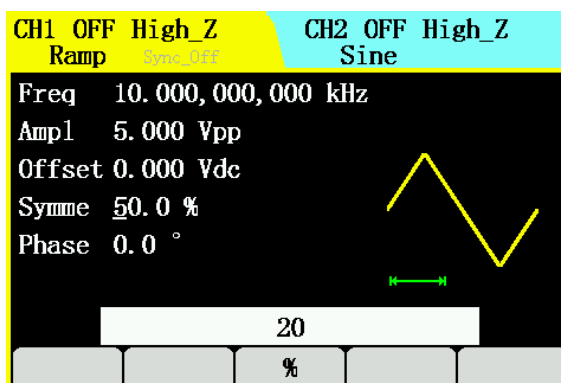 CH1 OFF High_Z CH2 OFF High_Z
Ramp Sync_Off Sine
Freq 10.000,000,000 kHz
Ampl 5.000 Vpp
Offset 0.000 Vdc
Symme 50.0 %
Phase 0.0 °
20
%